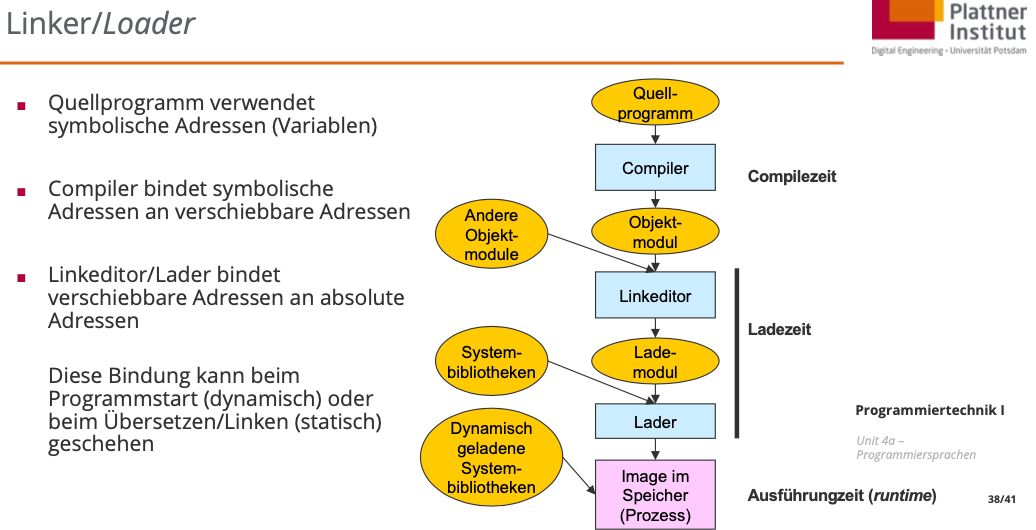 Linker/Loader
Plattner
Institut
Digital Engineering • Universität Potsdam
Quellprogramm verwendet
symbolische Adressen (Variablen)
Compiler bindet symbolische
Adressen an verschiebbare Adressen
Linkeditor/Lader bindet
verschiebbare Adressen an absolute
Adressen
Diese Bindung kann beim
Programmstart (dynamisch) oder
beim Übersetzen/Linken (statisch)
geschehen
Quell-
programm
Compiler
Compilezeit
Andere
Objekt-
module
Objekt-
modul
Linkeditor
Ladezeit
System-
bibliotheken
Lade-
modul
Lader
Dynamisch
geladene
System-
bibliotheken
Image im
Speicher
(Prozess)
Ausführungzeit (runtime)
Programmiertechnik I
Unit 4a –
Programmiersprachen
38/41